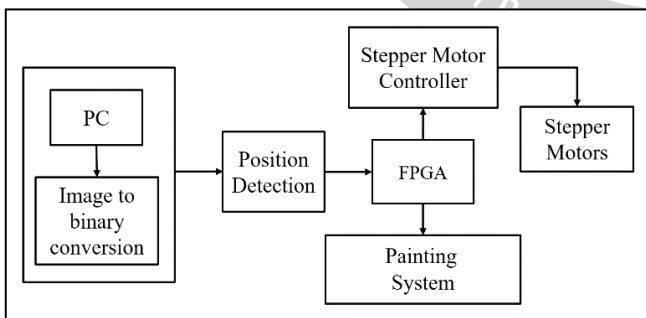 PC
Image to
binary
conversion
Position
Detection
FPGA
Stepper Motor
Controller
Stepper
Motors
Painting
System